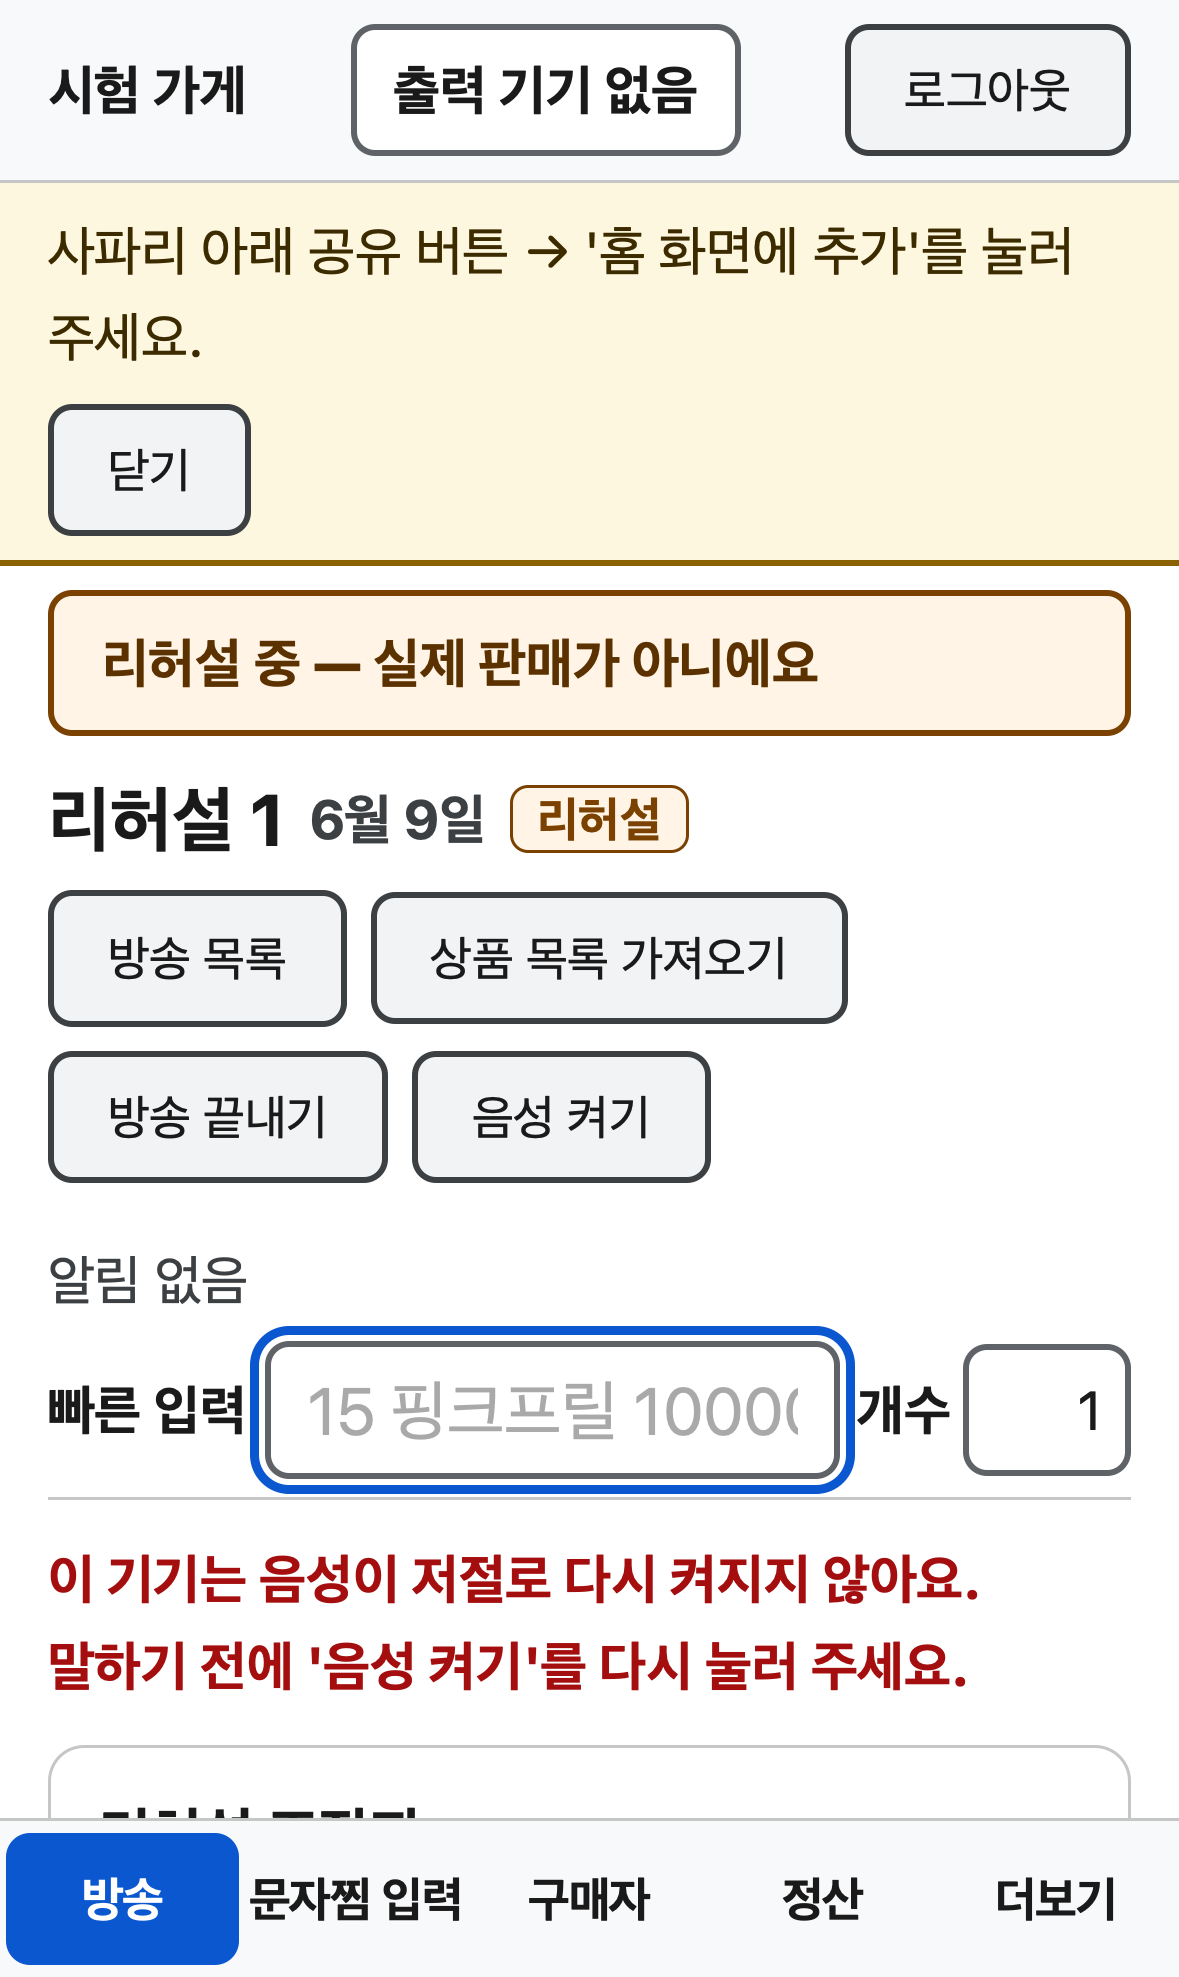 시험 가게
출력 기기 없음
로그아웃
사파리 아래 공유 버튼 → '홈 화면에 추가'를 눌러
주세요.
닫기
리허설 중 — 실제 판매가 아니에요
리허설 1 6월 9일 리허설
방송 목록
상품 목록 가져오기
방송 끝내기
음성 켜기
알림 없음
빠른 입력
15 핑크프릴 10000
개수
1
이 기기는 음성이 저절로 다시 켜지지 않아요.
말하기 전에 '음성 켜기'를 다시 눌러 주세요.
방송
문자찜 입력
구매자
정산
더보기